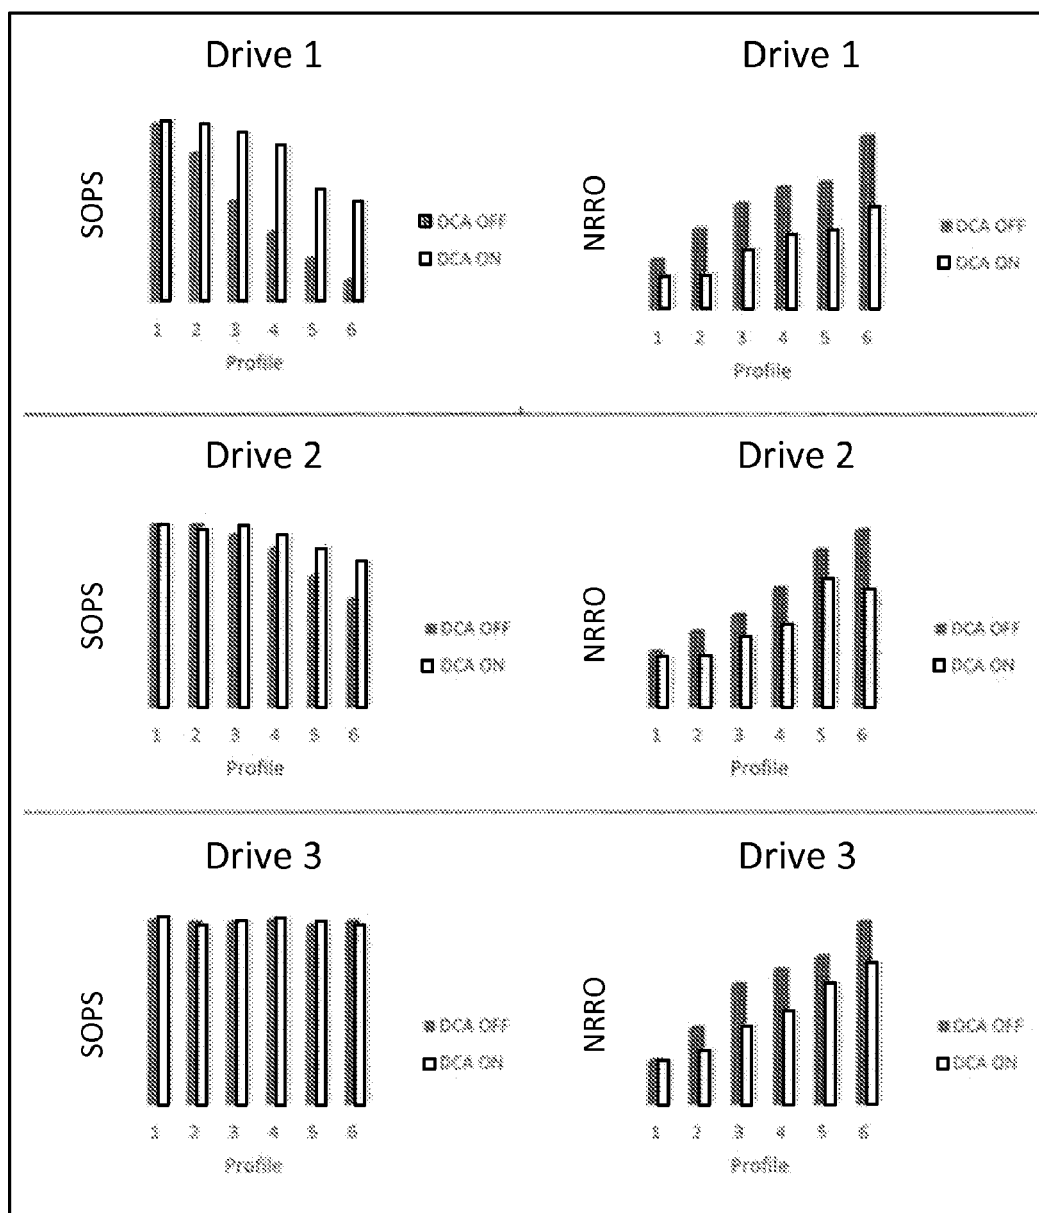 Drive 1
SOPS
DCA OFF
DCA ON
1 2 3 4 5 6
Profile
Drive 1
NRRO
DCA OFF
DCA ON
1 2 3 4 5 6
Profile
Drive 2
SOPS
DCA OFF
DCA ON
1 2 3 4 5 6
Profile
Drive 2
NRRO
DCA OFF
DCA ON
1 2 3 4 5 6
Profile
Drive 3
SOPS
DCA OFF
DCA ON
1 2 3 4 5 6
Profile
Drive 3
NRRO
DCA OFF
DCA ON
1 2 3 4 5 6
Profile